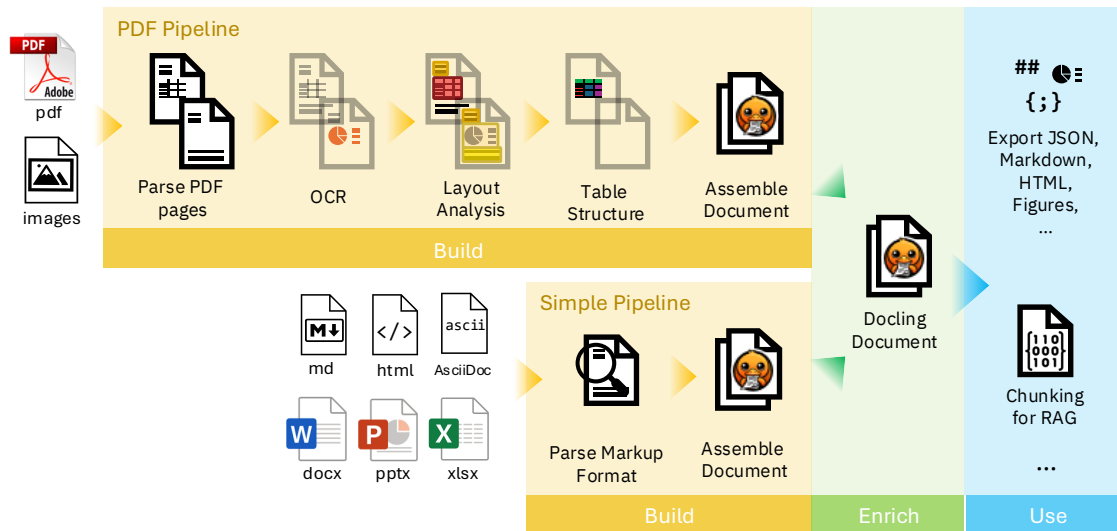 PDF Pipeline
PDF
Adobe
pdf
images
Parse PDF
pages
OCR
Layout
Analysis
Table
Structure
Assemble
Document
Build
Simple Pipeline
M
md
</>
html
ascii
AsciiDoc
W
docx
P
pptx
X
xlsx
Parse Markup
Format
Assemble
Document
Build
Docling
Document
Enrich
##
{;}
Export JSON,
Markdown,
HTML,
Figures,
...
{110
000
101}
Chunking
for RAG
...
Use